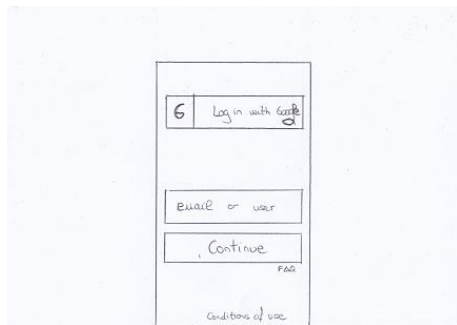 G Log in with Google
Email or user
Continue
FAQ
Conditions of use